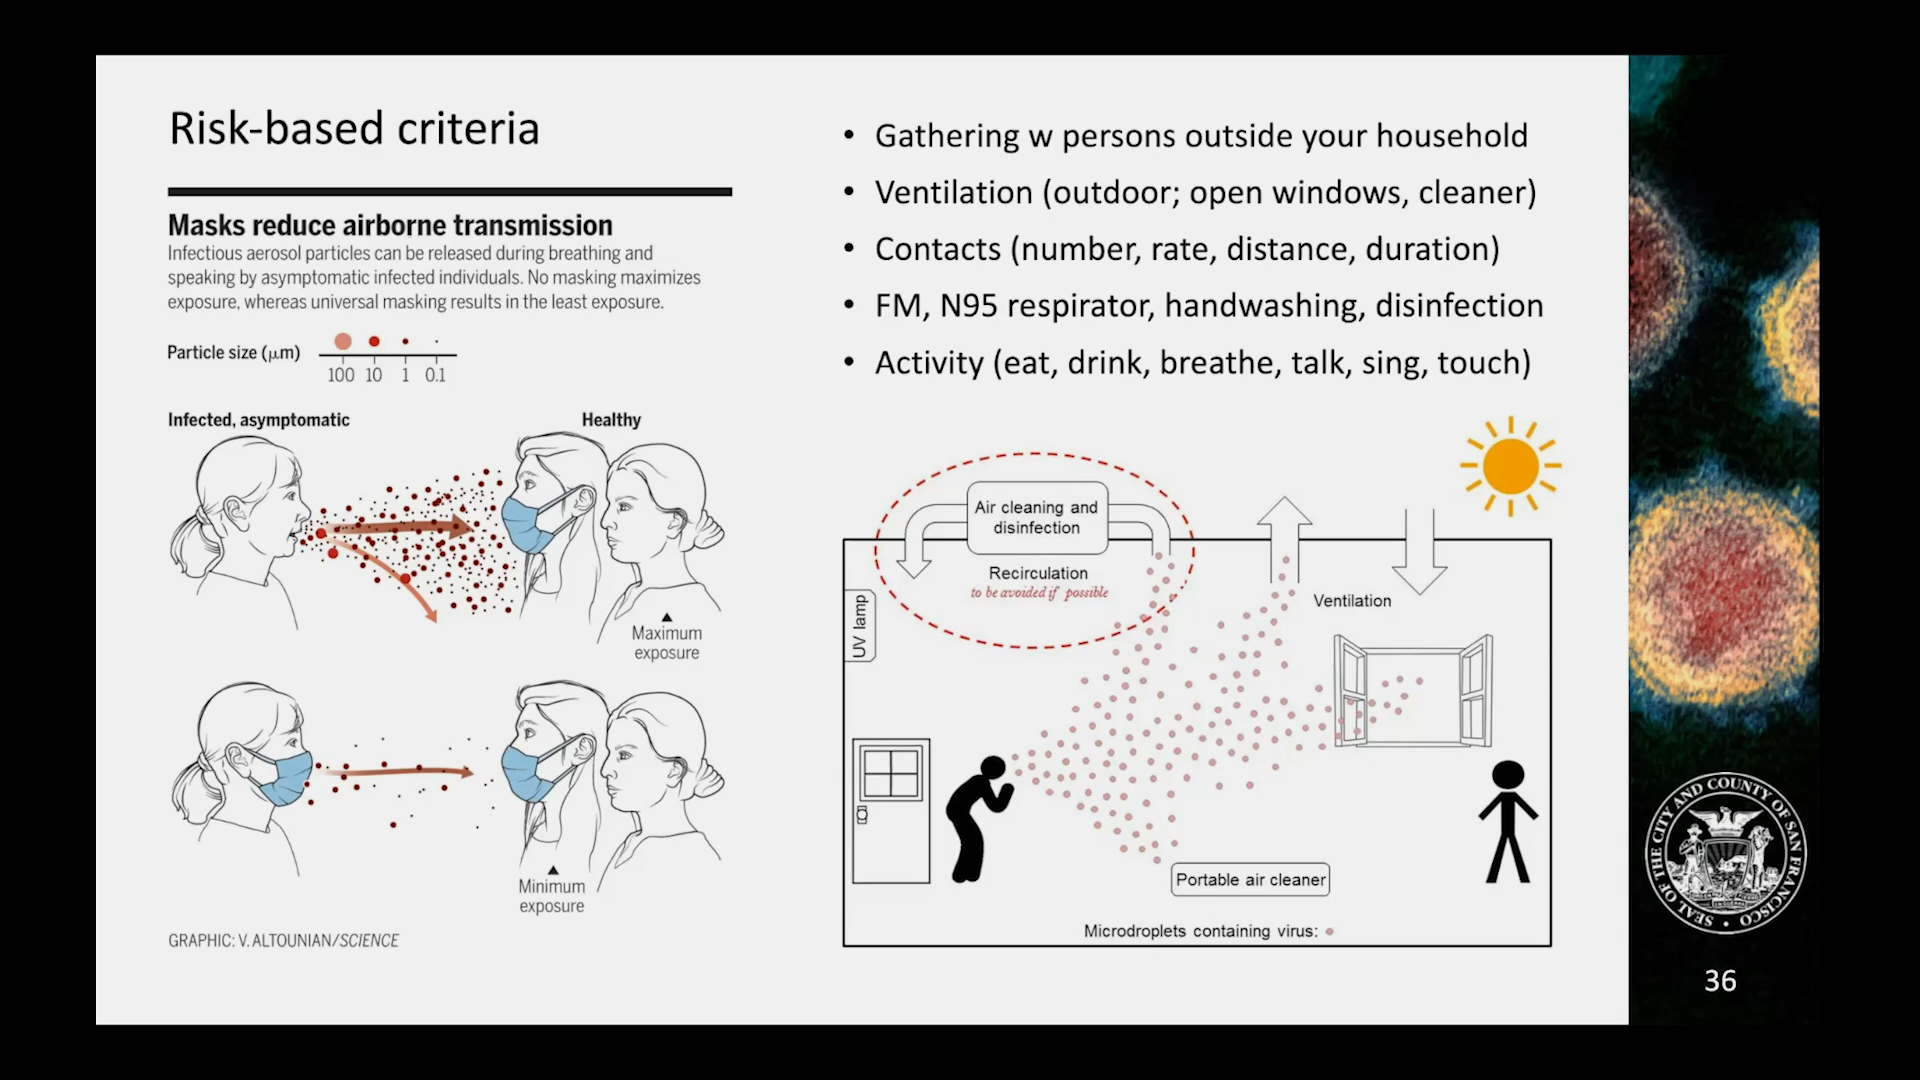 Risk-based criteria
Masks reduce airborne transmission
Infectious aerosol particles can be released during breathing and
speaking by asymptomatic infected individuals. No masking maximizes
exposure, whereas universal masking results in the least exposure.
Particle size (μm)
100 10 1 0.1
Infected, asymptomatic
Healthy
Maximum
exposure
Minimum
exposure
GRAPHIC: V. ALTOUNIAN/SCIENCE
• Gathering w persons outside your household
• Ventilation (outdoor; open windows, cleaner)
• Contacts (number, rate, distance, duration)
• FM, N95 respirator, handwashing, disinfection
• Activity (eat, drink, breathe, talk, sing, touch)
Air cleaning and
disinfection
Recirculation
to be avoided if possible
UV lamp
Ventilation
Portable air cleaner
Microdroplets containing virus:
SEAL OF THE CITY AND COUNTY OF SAN FRANCISCO
36